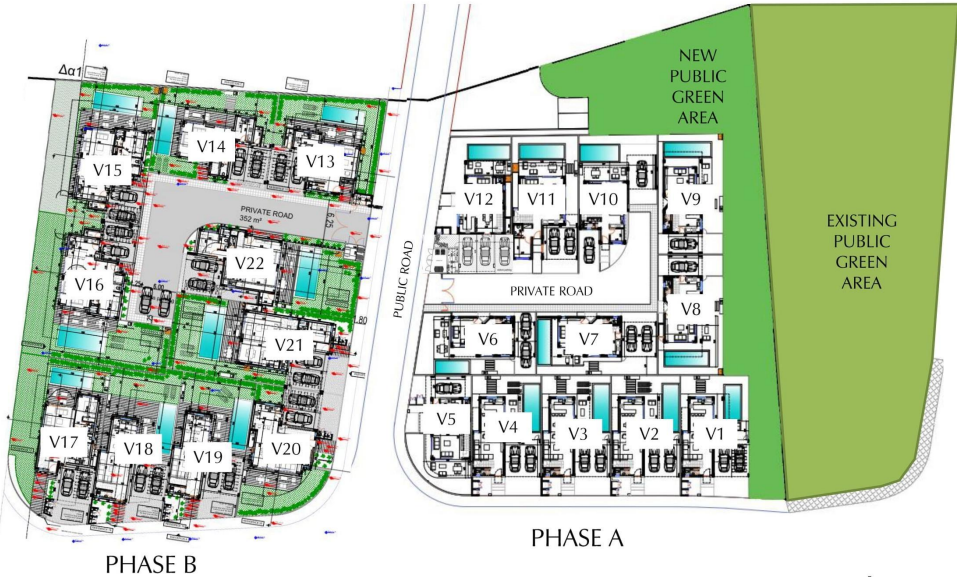 Δα1
V15
V14
V13
PRIVATE ROAD
352 m²
6.25
V22
V16
V21
80
V17
V18
V19
V20
PHASE B
PUBLIC ROAD
NEW
PUBLIC
GREEN
AREA
EXISTING
PUBLIC
GREEN
AREA
V12
V11
V10
V9
PRIVATE ROAD
V8
V6
V7
V5
V4
V3
V2
V1
PHASE A